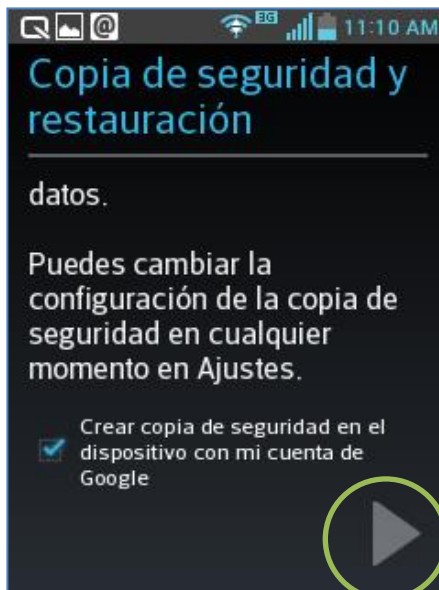 @ 3G 11:10 AM
Copia de seguridad y
restauración
datos.
Puedes cambiar la
configuración de la copia de
seguridad en cualquier
momento en Ajustes.
Crear copia de seguridad en el
dispositivo con mi cuenta de
Google